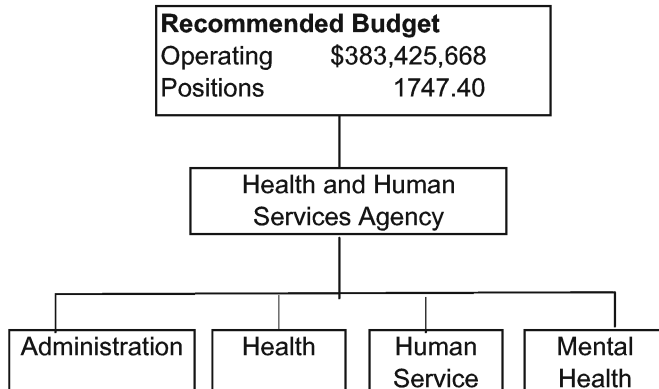 Recommended Budget
Operating $383,425,668
Positions 1747.40
Health and Human
Services Agency
Administration
Health
Human
Service
Mental
Health